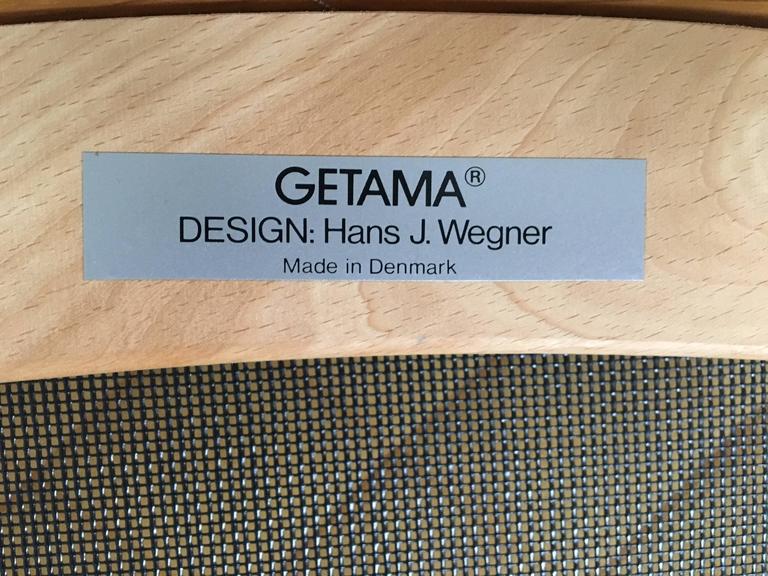 GETAMA®
DESIGN: Hans J. Wegner
Made in Denmark